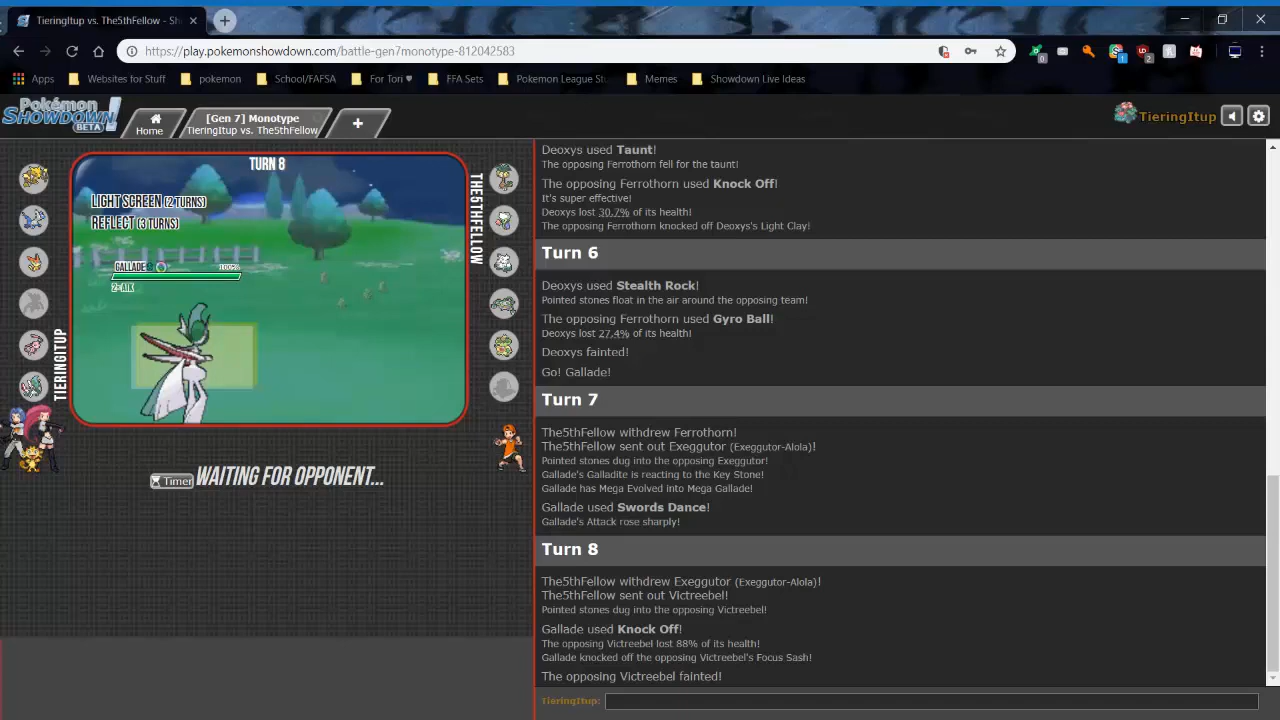 TieringItup vs. The5thFellow - Sh
https://play.pokemonshowdown.com/battle-gen7monotype-812042583
0
1
2
Apps
Websites for Stuff
pokemon
School/FAFSA
For Tori ♥
FFA Sets
Pokemon League Stu
Memes
Showdown Live Ideas
Pokémon
SHOWDOWN!
BETA
Home
[Gen 7] Monotype
TieringItup vs. The5thFellow
TieringItup
TURN 8
LIGHT SCREEN (2 TURNS)
REFLECT (3 TURNS)
GALLADE
100%
2× Atk
TIERINGITUP
THE5THFELLOW
Timer
WAITING FOR OPPONENT...
Deoxys used Taunt!
The opposing Ferrothorn fell for the taunt!
The opposing Ferrothorn used Knock Off!
It's super effective!
Deoxys lost 30.7% of its health!
The opposing Ferrothorn knocked off Deoxys's Light Clay!
Turn 6
Deoxys used Stealth Rock!
Pointed stones float in the air around the opposing team!
The opposing Ferrothorn used Gyro Ball!
Deoxys lost 27.4% of its health!
Deoxys fainted!
Go! Gallade!
Turn 7
The5thFellow withdrew Ferrothorn!
The5thFellow sent out Exeggutor (Exeggutor-Alola)!
Pointed stones dug into the opposing Exeggutor!
Gallade's Galladite is reacting to the Key Stone!
Gallade has Mega Evolved into Mega Gallade!
Gallade used Swords Dance!
Gallade's Attack rose sharply!
Turn 8
The5thFellow withdrew Exeggutor (Exeggutor-Alola)!
The5thFellow sent out Victreebel!
Pointed stones dug into the opposing Victreebel!
Gallade used Knock Off!
The opposing Victreebel lost 88% of its health!
Gallade knocked off the opposing Victreebel's Focus Sash!
The opposing Victreebel fainted!
TieringItup: